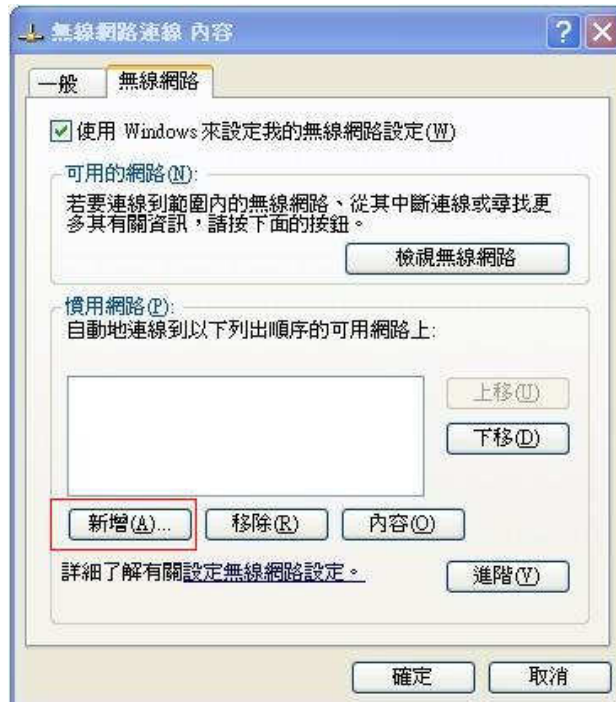 無線網路連線 內容
一般
無線網路
使用 Windows 來設定我的無線網路設定(W)
可用的網路(N):
若要連線到範圍內的無線網路、從其中斷連線或尋找更
多其有關資訊，請按下面的按鈕。
檢視無線網路
慣用網路(P):
自動地連線到以下列出順序的可用網路上:
上移(U)
下移(D)
新增(A)...
移除(R)
內容(O)
詳細了解有關設定無線網路設定。
進階(V)
確定
取消